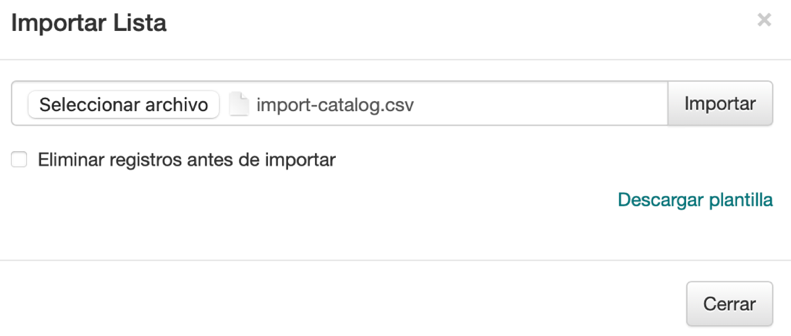 Importar Lista
×
Seleccionar archivo import-catalog.csv Importar
Eliminar registros antes de importar
Descargar plantilla
Cerrar